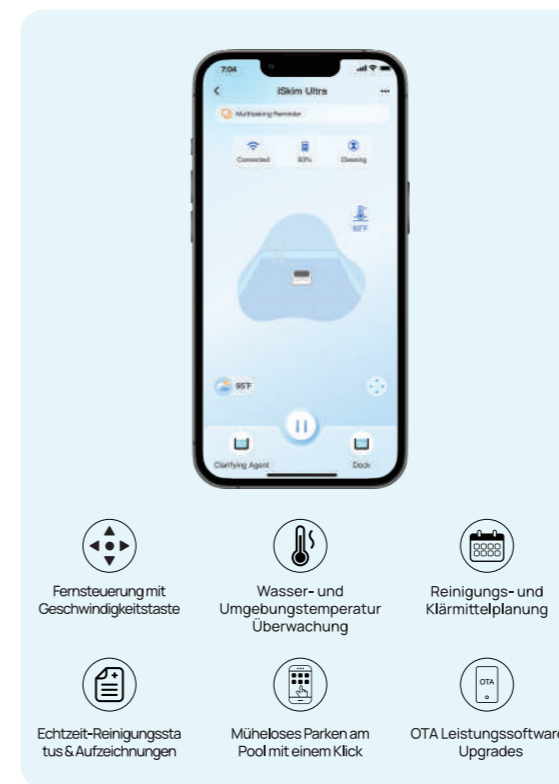 7:04
iSkim Ultra
Multitasking Reminder
Connected
93%
Cleaning
82°F
95°F
Clarifying Agent
Dock
Fernsteuerung mit
Geschwindigkeitstaste
Wasser- und
Umgebungstemperatur
Überwachung
Reinigungs- und
Klärmittelplanung
Echtzeit-Reinigungssta
tus & Aufzeichnungen
Müheloses Parken am
Pool mit einem Klick
OTA
OTA Leistungssoftware
Upgrades